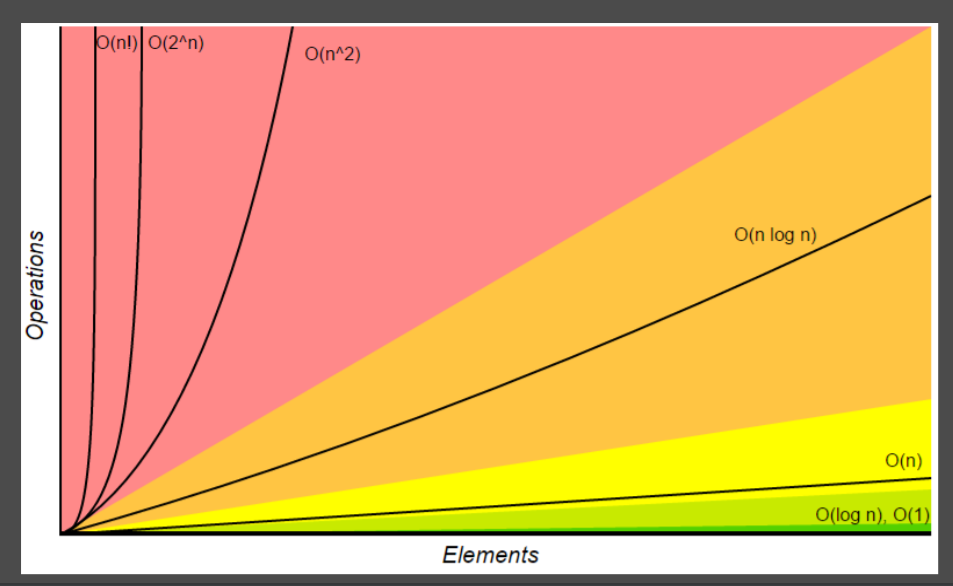 O(n!) O(2^n)
O(n^2)
O(n log n)
O(n)
O(log n), O(1)
Operations
Elements